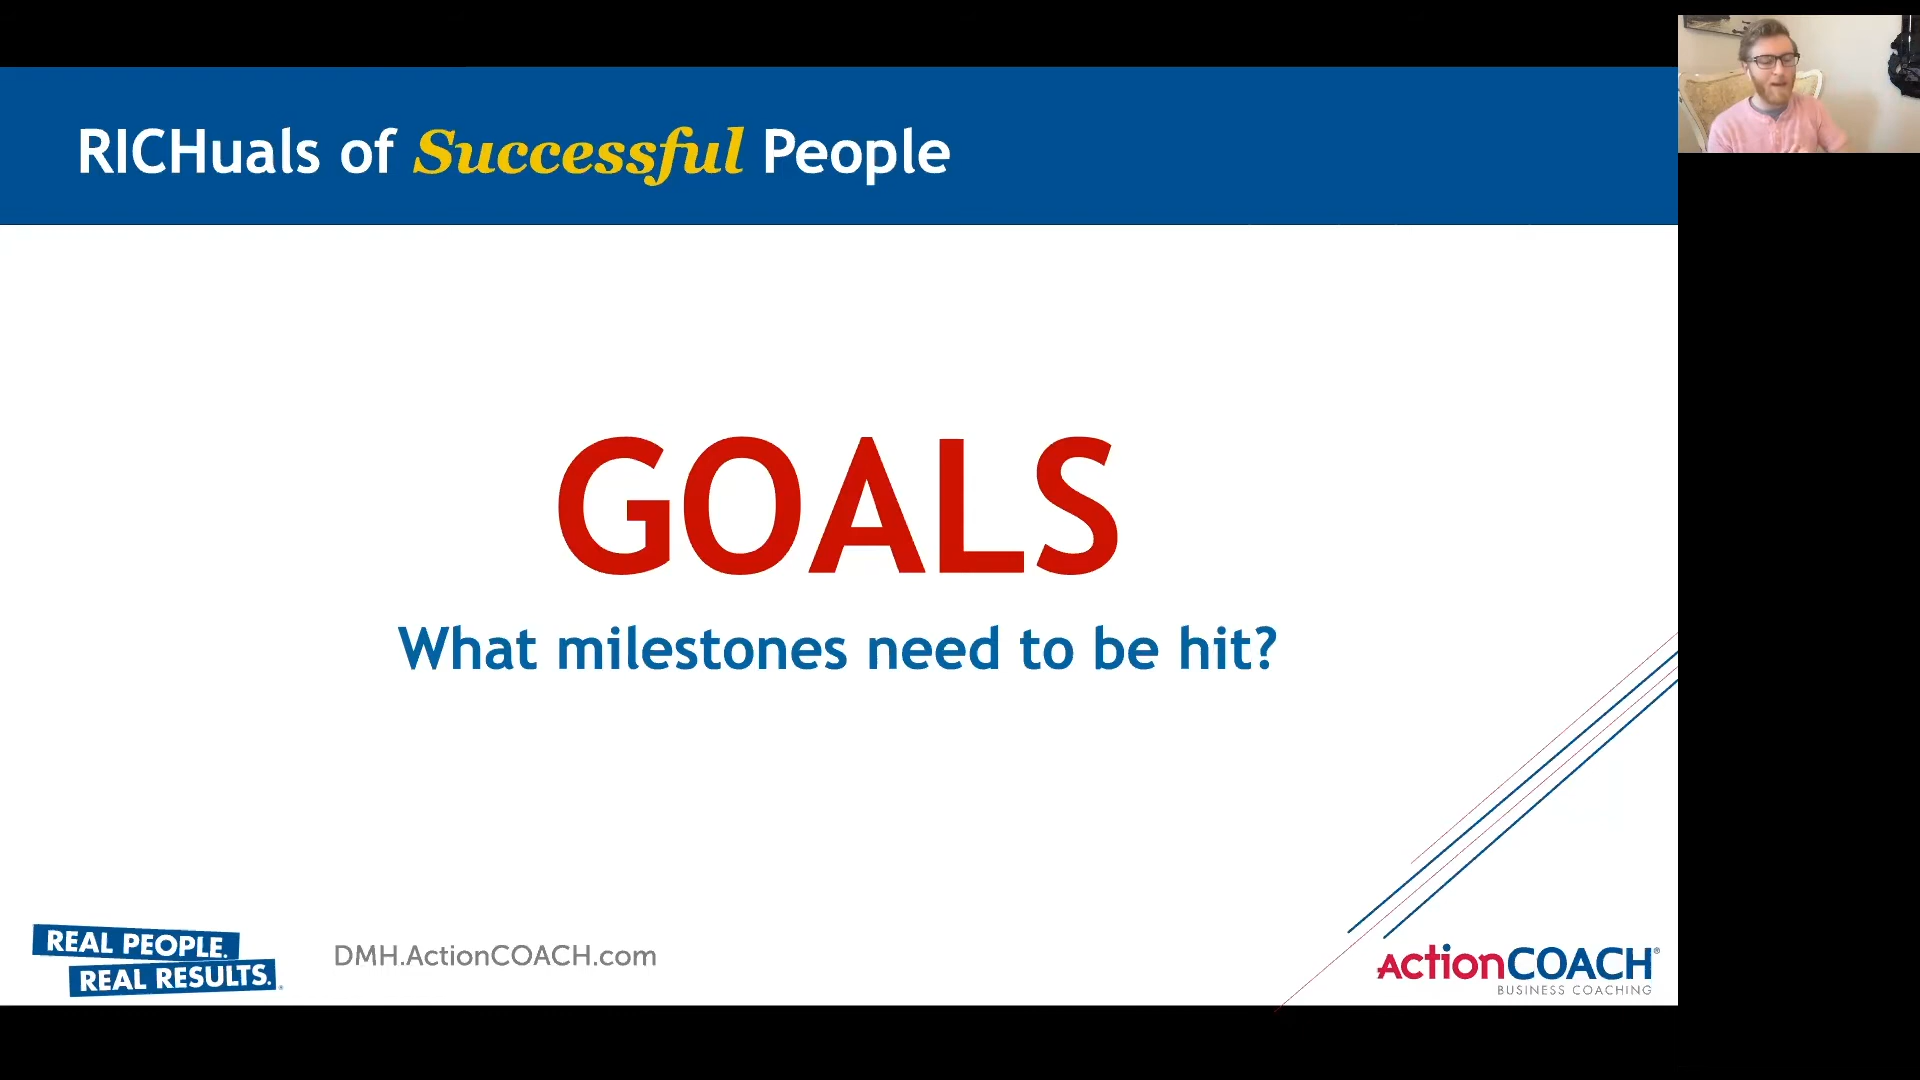 RICHuals of Successful People
GOALS
What milestones need to be hit?
REAL PEOPLE.
REAL RESULTS.®
DMH.ActionCOACH.com
ActionCOACH®
BUSINESS COACHING